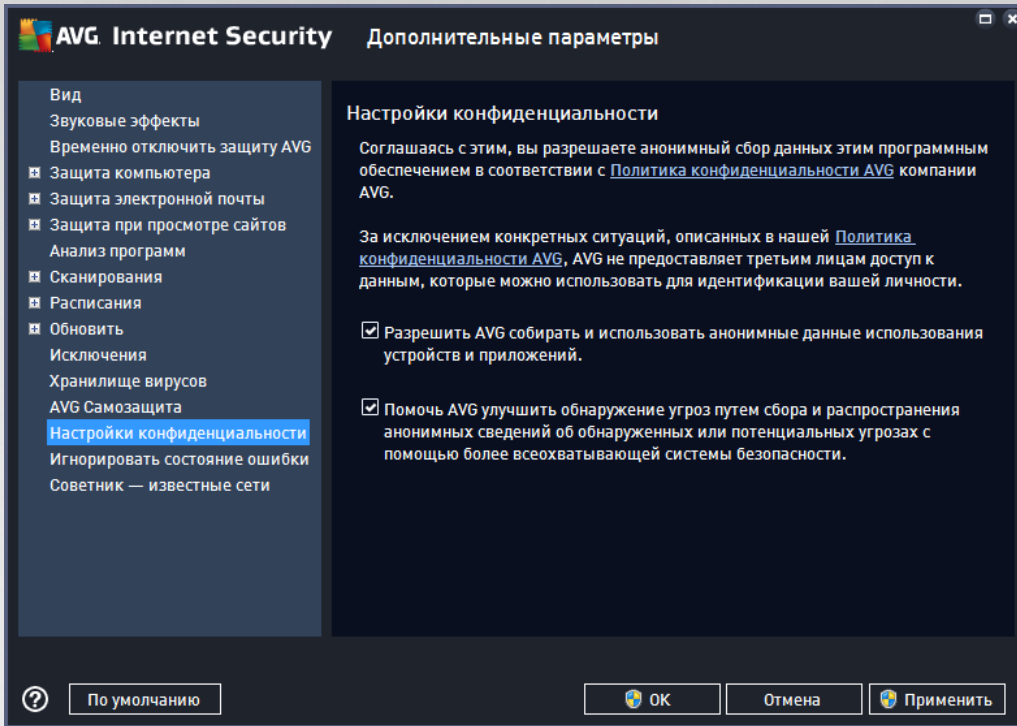 AVG Internet Security Дополнительные параметры
Вид
Звуковые эффекты
Временно отключить защиту AVG
Защита компьютера
Защита электронной почты
Защита при просмотре сайтов
Анализ программ
Сканирования
Расписания
Обновить
Исключения
Хранилище вирусов
AVG Самозащита
Настройки конфиденциальности
Игнорировать состояние ошибки
Советник — известные сети
Настройки конфиденциальности
Соглашаясь с этим, вы разрешаете анонимный сбор данных этим программным
обеспечением в соответствии с Политика конфиденциальности AVG компании
AVG.
За исключением конкретных ситуаций, описанных в нашей Политика
конфиденциальности AVG, AVG не предоставляет третьим лицам доступ к
данным, которые можно использовать для идентификации вашей личности.
Разрешить AVG собирать и использовать анонимные данные использования
устройств и приложений.
Помочь AVG улучшить обнаружение угроз путем сбора и распространения
анонимных сведений об обнаруженных или потенциальных угрозах с
помощью более всеохватывающей системы безопасности.
? По умолчанию OK Отмена Применить